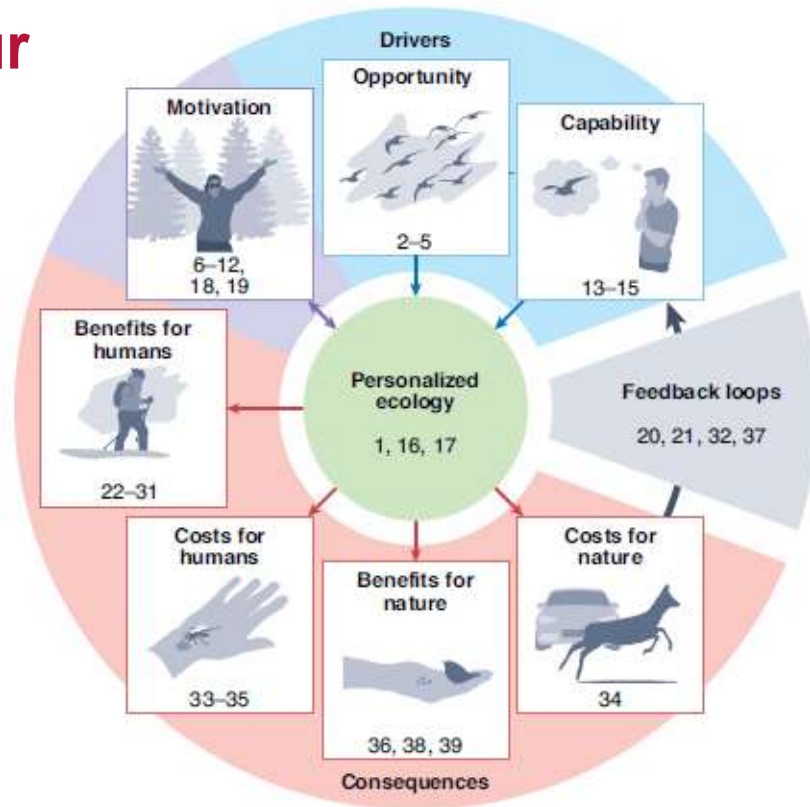 ur
Drivers
Opportunity
2–5
Motivation
6–12,
18, 19
Capability
13–15
Benefits for
humans
22–31
Personalized
ecology
1, 16, 17
Feedback loops
20, 21, 32, 37
Costs for
humans
33–35
Benefits for
nature
36, 38, 39
Costs for
nature
34
Consequences